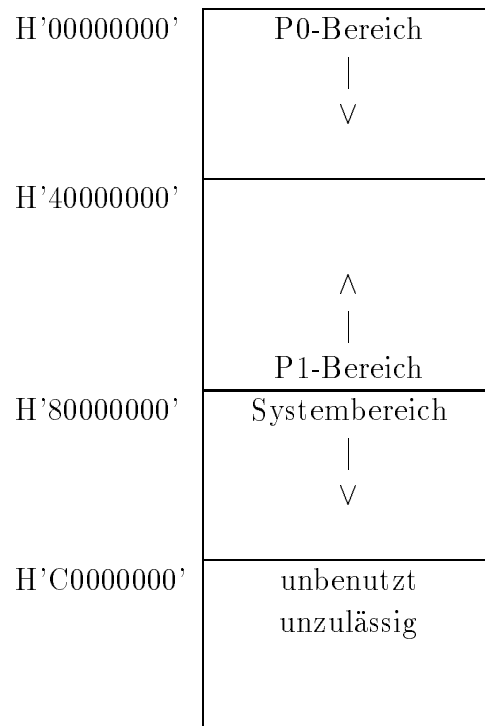 H'00000000' P0-Bereich
|
∨
H'40000000'
∧
|
P1-Bereich
H'80000000' Systembereich
|
∨
H'C0000000' unbenutzt
unzulässig